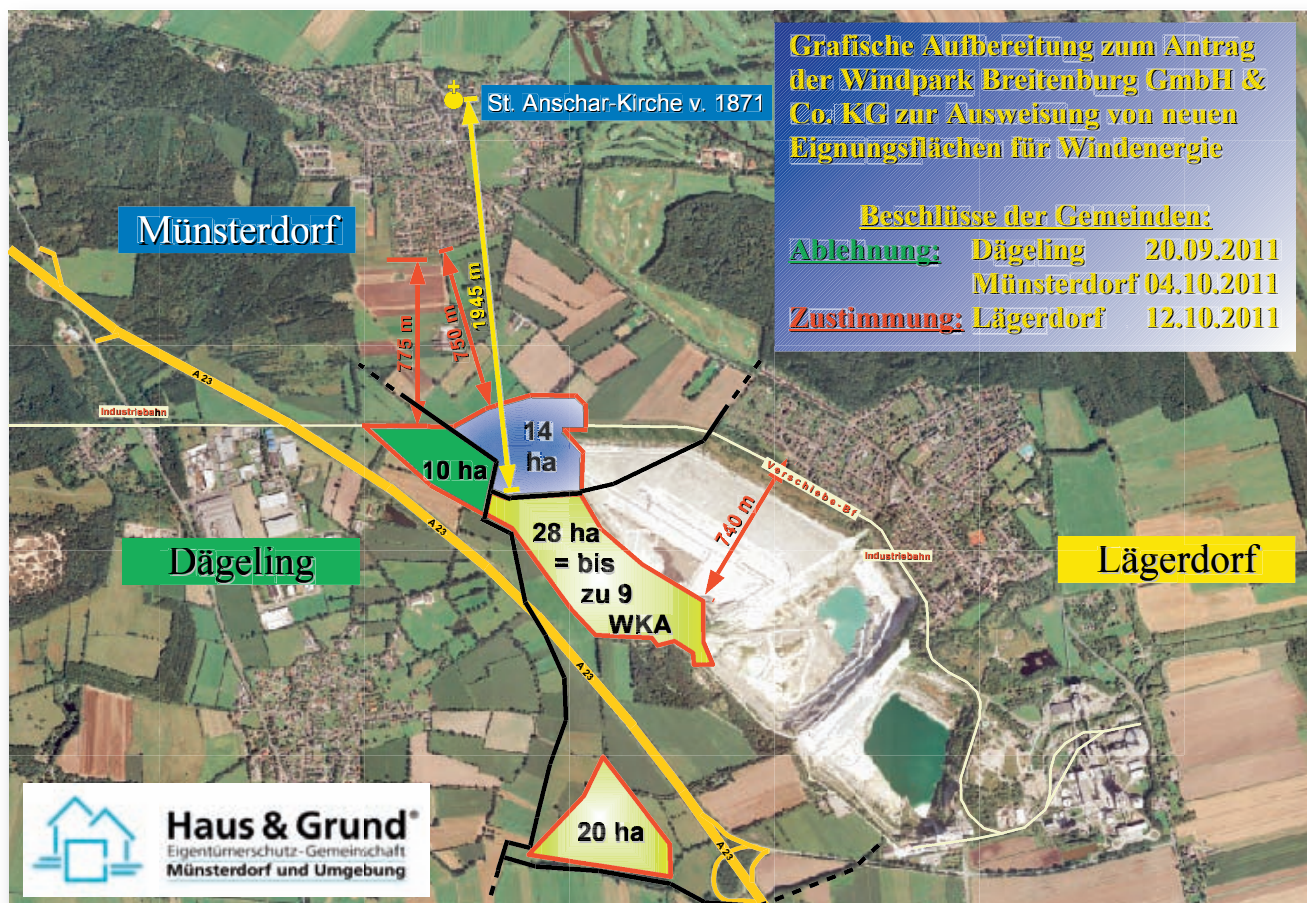 Grafische Aufbereitung zum Antrag
der Windpark Breitenburg GmbH &
Co. KG zur Ausweisung von neuen
Eignungsflächen für Windenergie
Beschlüsse der Gemeinden:
Ablehnung: Dägeling 20.09.2011
Münsterdorf 04.10.2011
Zustimmung: Lägerdorf 12.10.2011
St. Anschar-Kirche v. 1871
Münsterdorf
1945 m
750 m
775 m
A 23
Industriebahn
14
ha
10 ha
Verschiebe-Bf
740 m
A 23
28 ha
= bis
zu 9
WKA
Industriebahn
Dägeling
Lägerdorf
A 23
20 ha
A 23
Haus & Grund®
Eigentümerschutz-Gemeinschaft
Münsterdorf und Umgebung